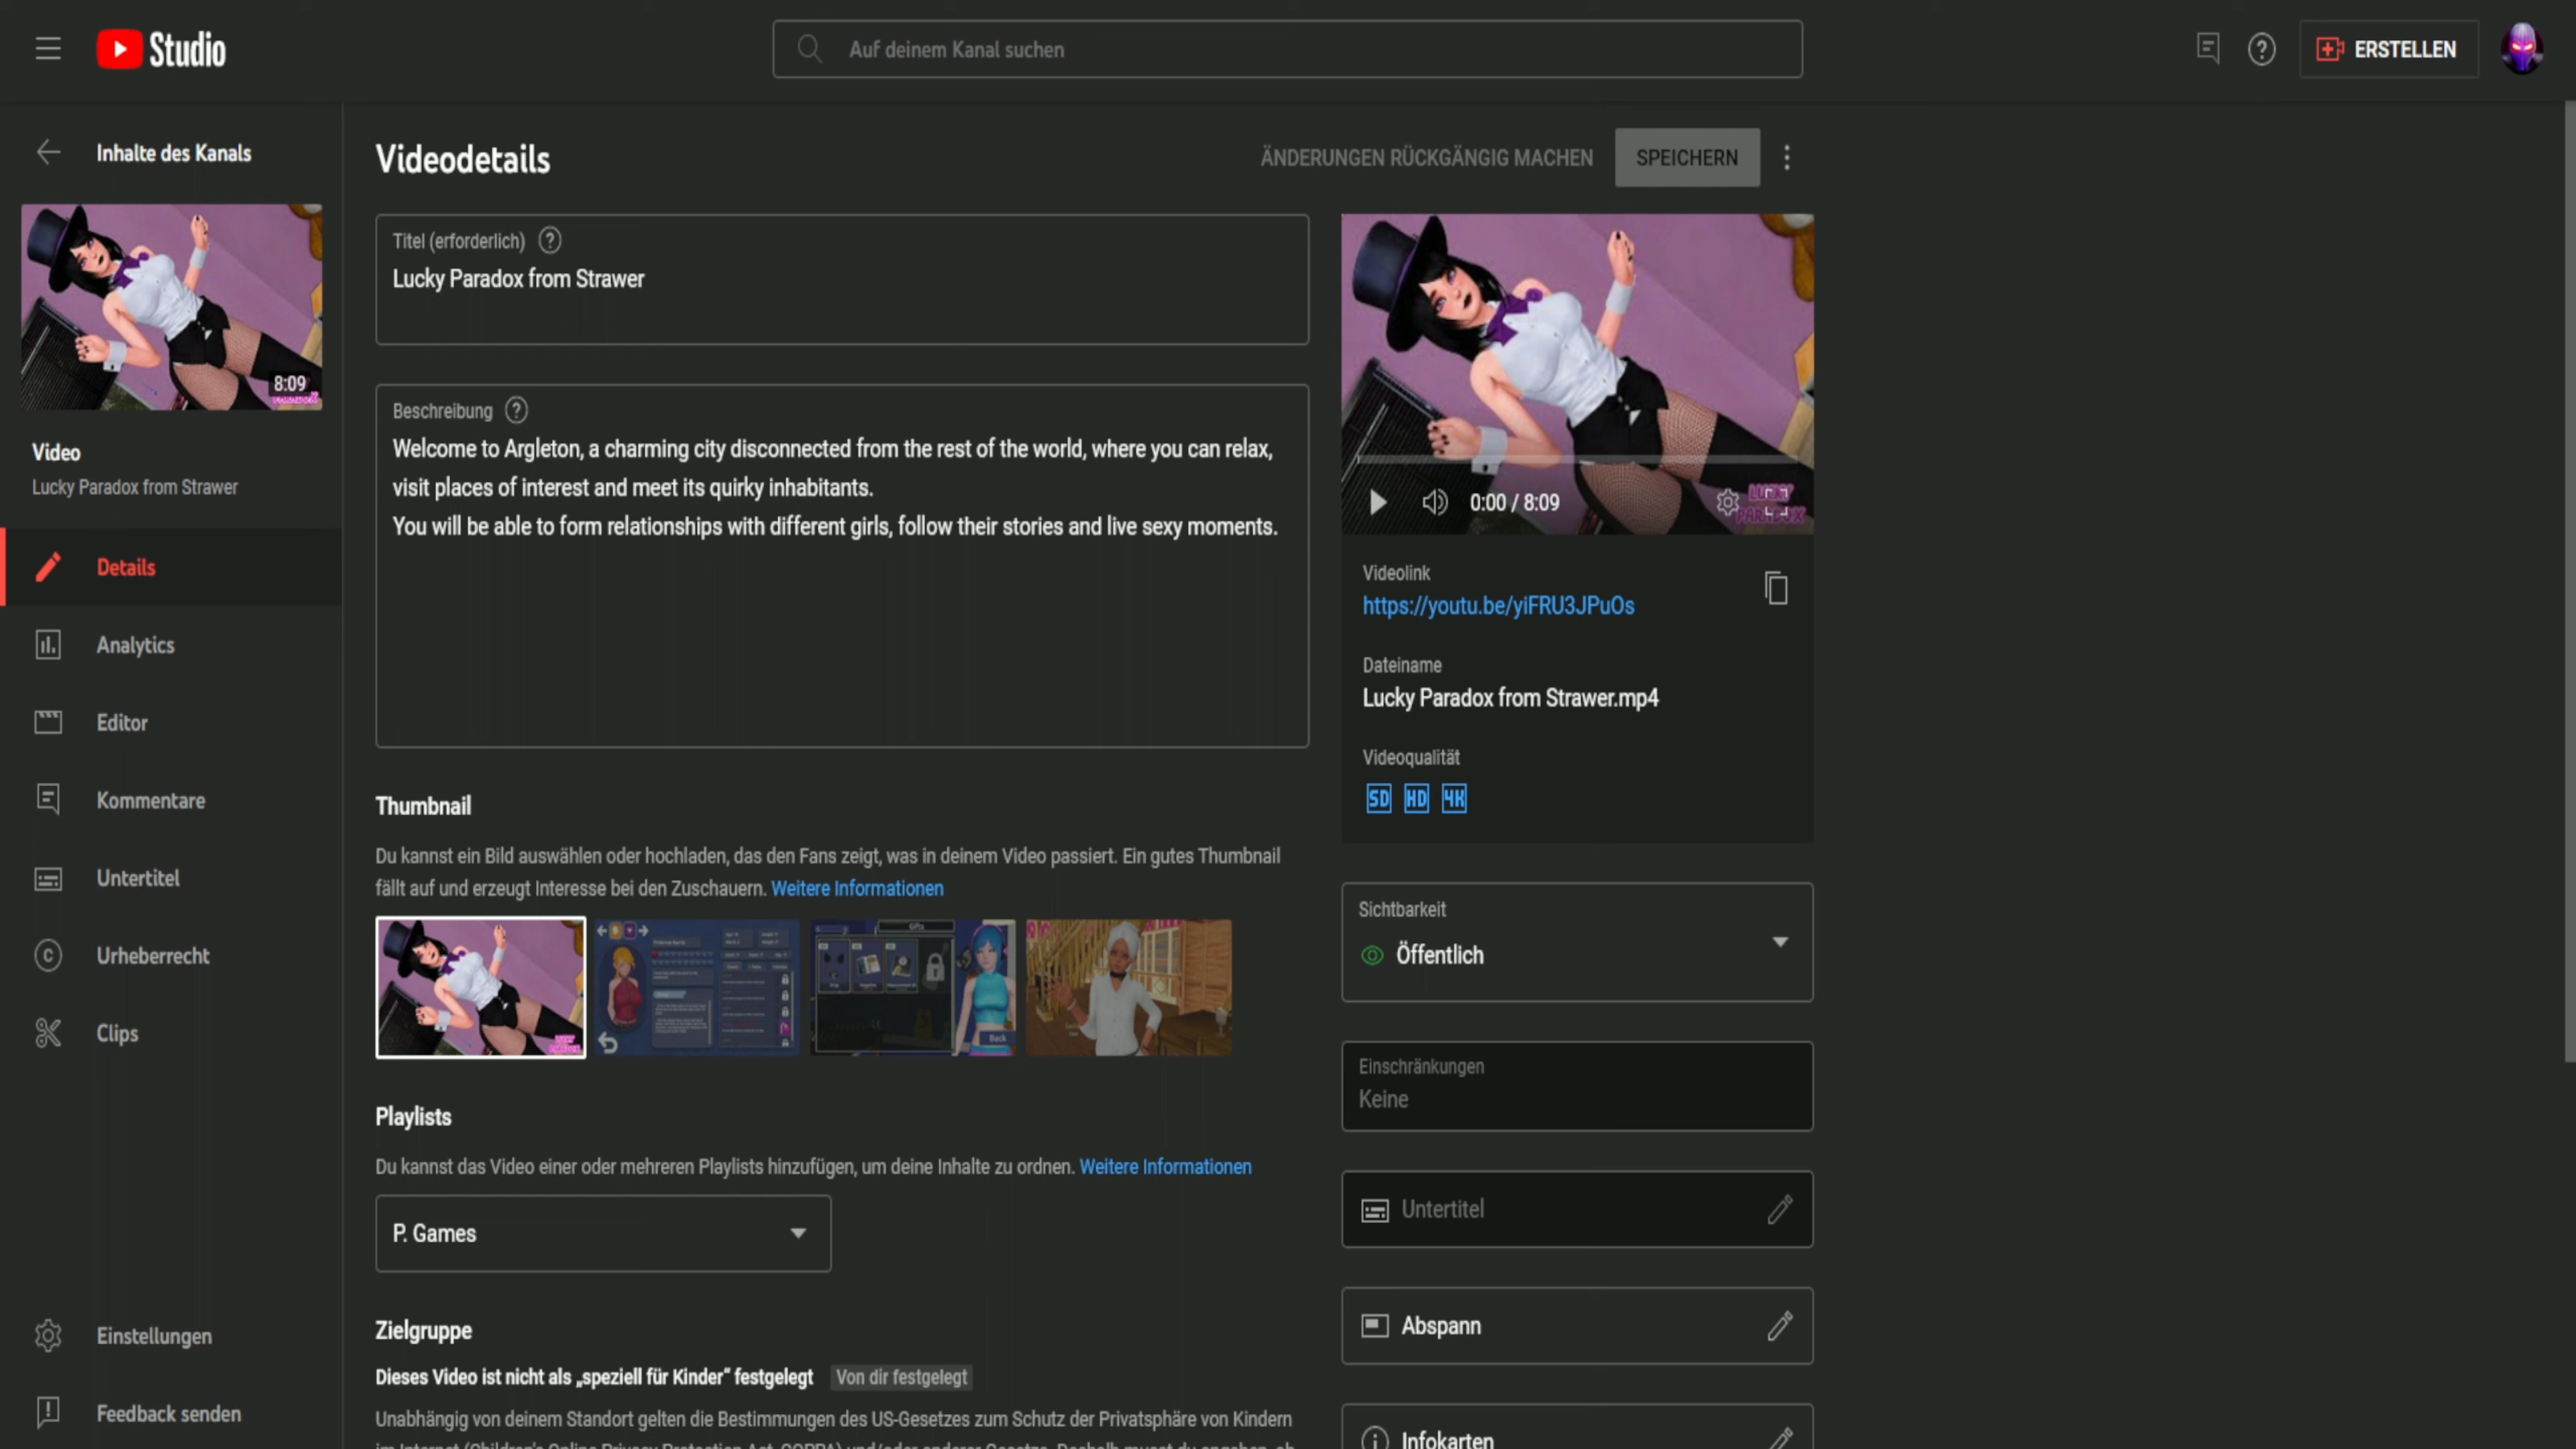 Studio
Auf deinem Kanal suchen
ERSTELLEN
Inhalte des Kanals
8:09
PARADOX
Video
Lucky Paradox from Strawer
Details
Analytics
Editor
Kommentare
Untertitel
Urheberrecht
Clips
Einstellungen
Feedback senden
Videodetails
ÄNDERUNGEN RÜCKGÄNGIG MACHEN
SPEICHERN
Titel (erforderlich)
Lucky Paradox from Strawer
Beschreibung
Welcome to Argleton, a charming city disconnected from the rest of the world, where you can relax,
visit places of interest and meet its quirky inhabitants.
You will be able to form relationships with different girls, follow their stories and live sexy moments.
Thumbnail
Du kannst ein Bild auswählen oder hochladen, das den Fans zeigt, was in deinem Video passiert. Ein gutes Thumbnail
fällt auf und erzeugt Interesse bei den Zuschauern. Weitere Informationen
Gifts
Back
Playlists
Du kannst das Video einer oder mehreren Playlists hinzufügen, um deine Inhalte zu ordnen. Weitere Informationen
P. Games
Zielgruppe
Dieses Video ist nicht als „speziell für Kinder“ festgelegt Von dir festgelegt
Unabhängig von deinem Standort gelten die Bestimmungen des US-Gesetzes zum Schutz der Privatsphäre von Kindern
0:00 / 8:09
LUCKY
PARADOX
Videolink
https://youtu.be/yiFRU3JPuOs
Dateiname
Lucky Paradox from Strawer.mp4
Videoqualität
SD HD 4K
Sichtbarkeit
Öffentlich
Einschränkungen
Keine
Untertitel
Abspann
Infokarten